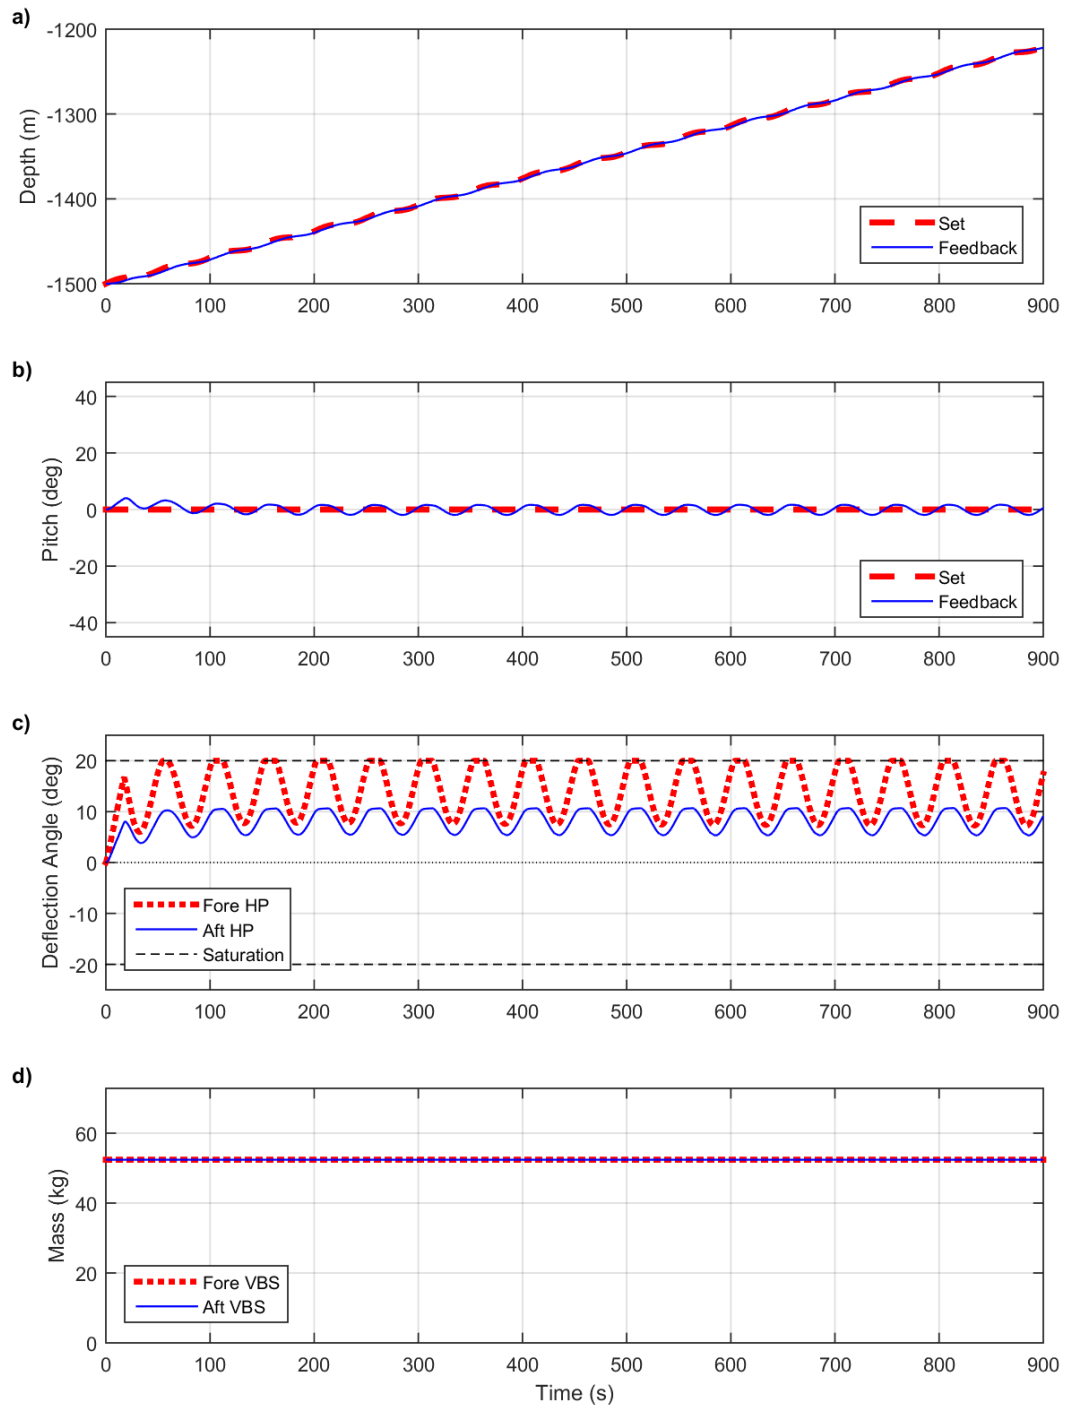 a)
-1200
-1300
-1400
-1500
Depth (m)
Set
Feedback
0 100 200 300 400 500 600 700 800 900
b)
40
20
0
-20
-40
Pitch (deg)
Set
Feedback
0 100 200 300 400 500 600 700 800 900
c)
20
10
0
-10
-20
Deflection Angle (deg)
Fore HP
Aft HP
Saturation
0 100 200 300 400 500 600 700 800 900
d)
60
40
20
0
Mass (kg)
Fore VBS
Aft VBS
0 100 200 300 400 500 600 700 800 900
Time (s)